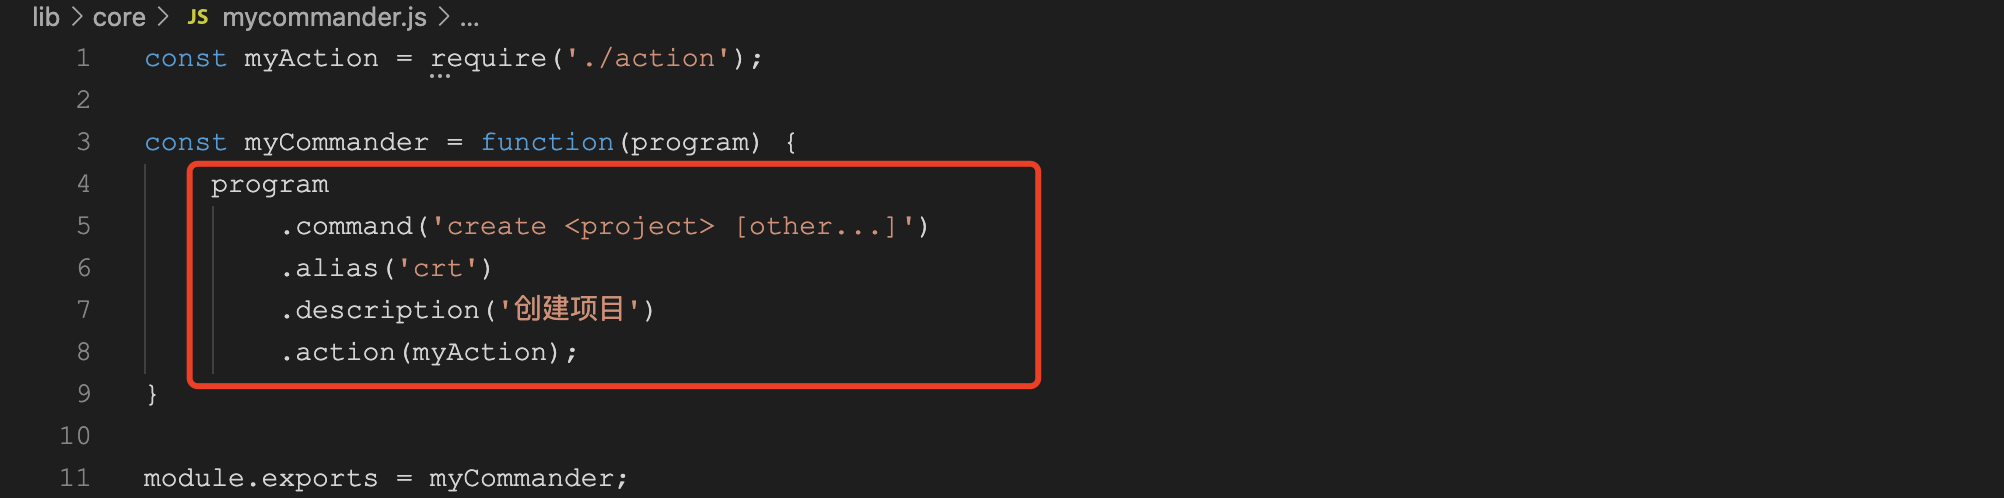 lib > core > JS mycommander.js > ...
1 const myAction = require('./action');
2
3 const myCommander = function(program) {
4 program
5 .command('create <project> [other...]')
6 .alias('crt')
7 .description('创建项目')
8 .action(myAction);
9 }
10
11 module.exports = myCommander;